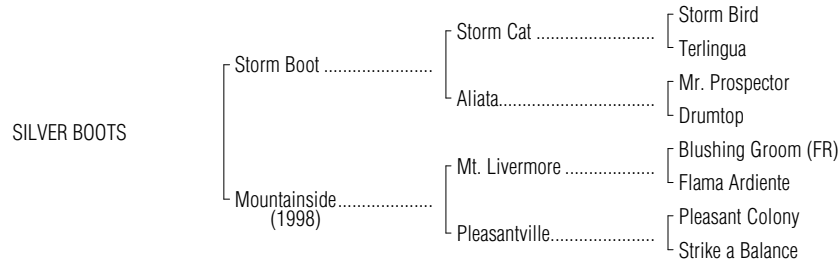 Storm Bird
Storm Cat ..........................
Terlingua
Storm Boot ........................
Mr. Prospector
Aliata..................................
Drumtop
SILVER BOOTS
Blushing Groom (FR)
Mt. Livermore ....................
Flama Ardiente
Mountainside.....................
(1998)
Pleasant Colony
Pleasantville.......................
Strike a Balance